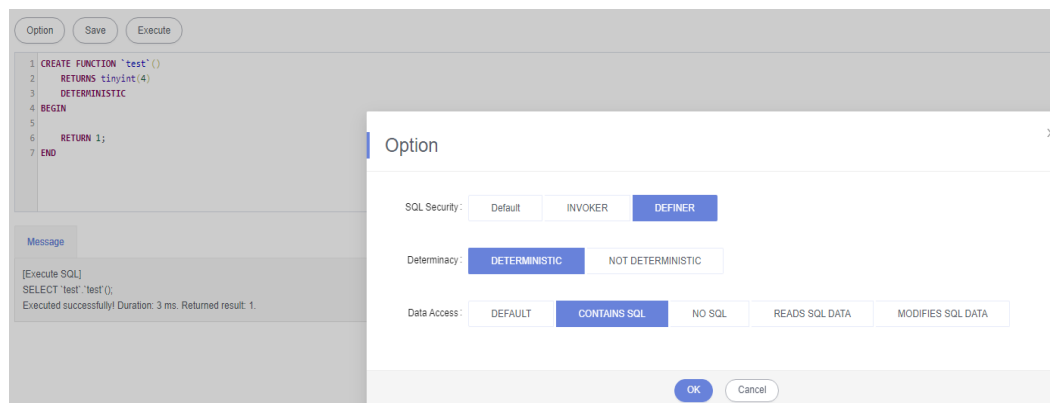 Option Save Execute
1 CREATE FUNCTION `test`()
2 RETURNS tinyint(4)
3 DETERMINISTIC
4 BEGIN
5
6 RETURN 1;
7 END
Message
[Execute SQL]
SELECT `test`.`test`();
Executed successfully! Duration: 3 ms. Returned result: 1.
Option
SQL Security: Default INVOKER DEFINER
Determinacy: DETERMINISTIC NOT DETERMINISTIC
Data Access: DEFAULT CONTAINS SQL NO SQL READS SQL DATA MODIFIES SQL DATA
OK Cancel